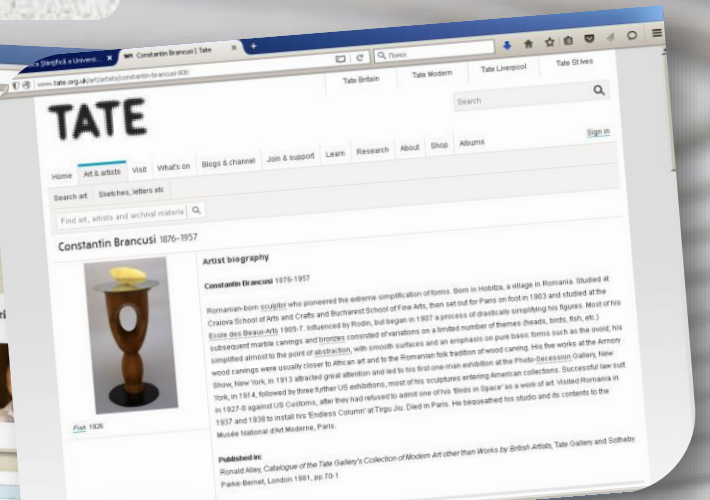 Constantin Brancusi | Tate
www.tate.org.uk/art/artists/constantin-brancusi-800
Поиск
Tate Britain Tate Modern Tate Liverpool Tate St Ives
TATE
Search
Sign in
Home Art & artists Visit What's on Blogs & channel Join & support Learn Research About Shop Albums
Search art Sketches, letters etc
Find art, artists and archival materia
Constantin Brancusi 1876–1957
Artist biography
Constantin Brancusi 1876-1957
Romanian-born sculptor who pioneered the extreme simplification of forms. Born in Hobitza, a village in Romania. Studied at
Craiova School of Arts and Crafts and Bucharest School of Fine Arts, then set out for Paris on foot in 1903 and studied at the
Ecole des Beaux-Arts 1905-7. Influenced by Rodin, but began in 1907 a process of drastically simplifying his figures. Most of his
subsequent marble carvings and bronzes consisted of variations on a limited number of themes (heads, birds, fish, etc.)
simplified almost to the point of abstraction, with smooth surfaces and an emphasis on pure basic forms such as the ovoid; his
wood carvings were usually closer to African art and to the Romanian folk tradition of wood carving. His five works at the Armory
Show, New York, in 1913 attracted great attention and led to his first one-man exhibition at the Photo-Secession Gallery, New
York, in 1914, followed by three further US exhibitions, most of his sculptures entering American collections. Successful law suit
in 1927-8 against US Customs, after they had refused to admit one of his 'Birds in Space' as a work of art. Visited Romania in
1937 and 1938 to install his 'Endless Column' at Tirgu Jiu. Died in Paris. He bequeathed his studio and its contents to the
Musée National d'Art Moderne, Paris.
Fish 1926
Published in:
Ronald Alley, Catalogue of the Tate Gallery's Collection of Modern Art other than Works by British Artists, Tate Gallery and Sotheby
Parke-Bernet, London 1981, pp.70-1